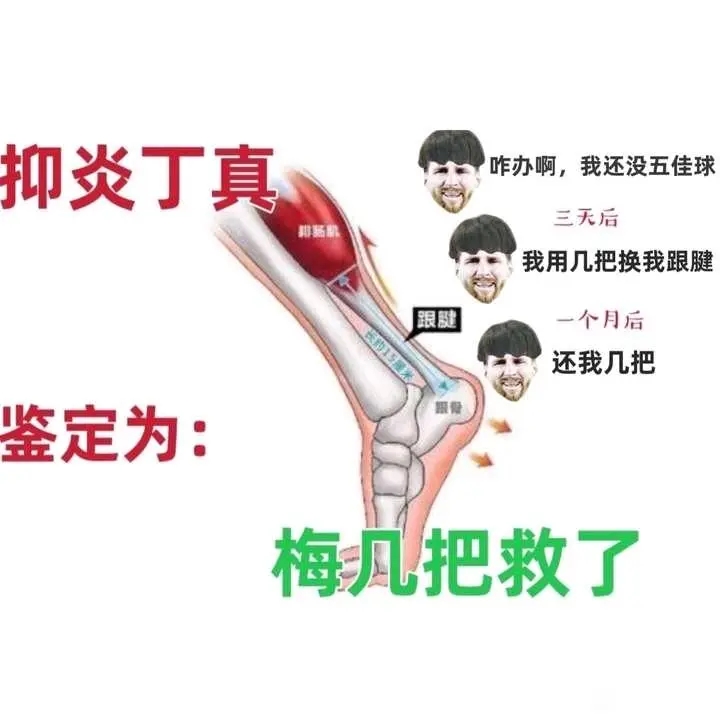 抑炎丁真
咋办啊，我还没五佳球
三天后
我用几把换我跟腱
一个月后
还我几把
腓肠肌
跟腱
长约15厘米
跟骨
鉴定为：
梅几把救了